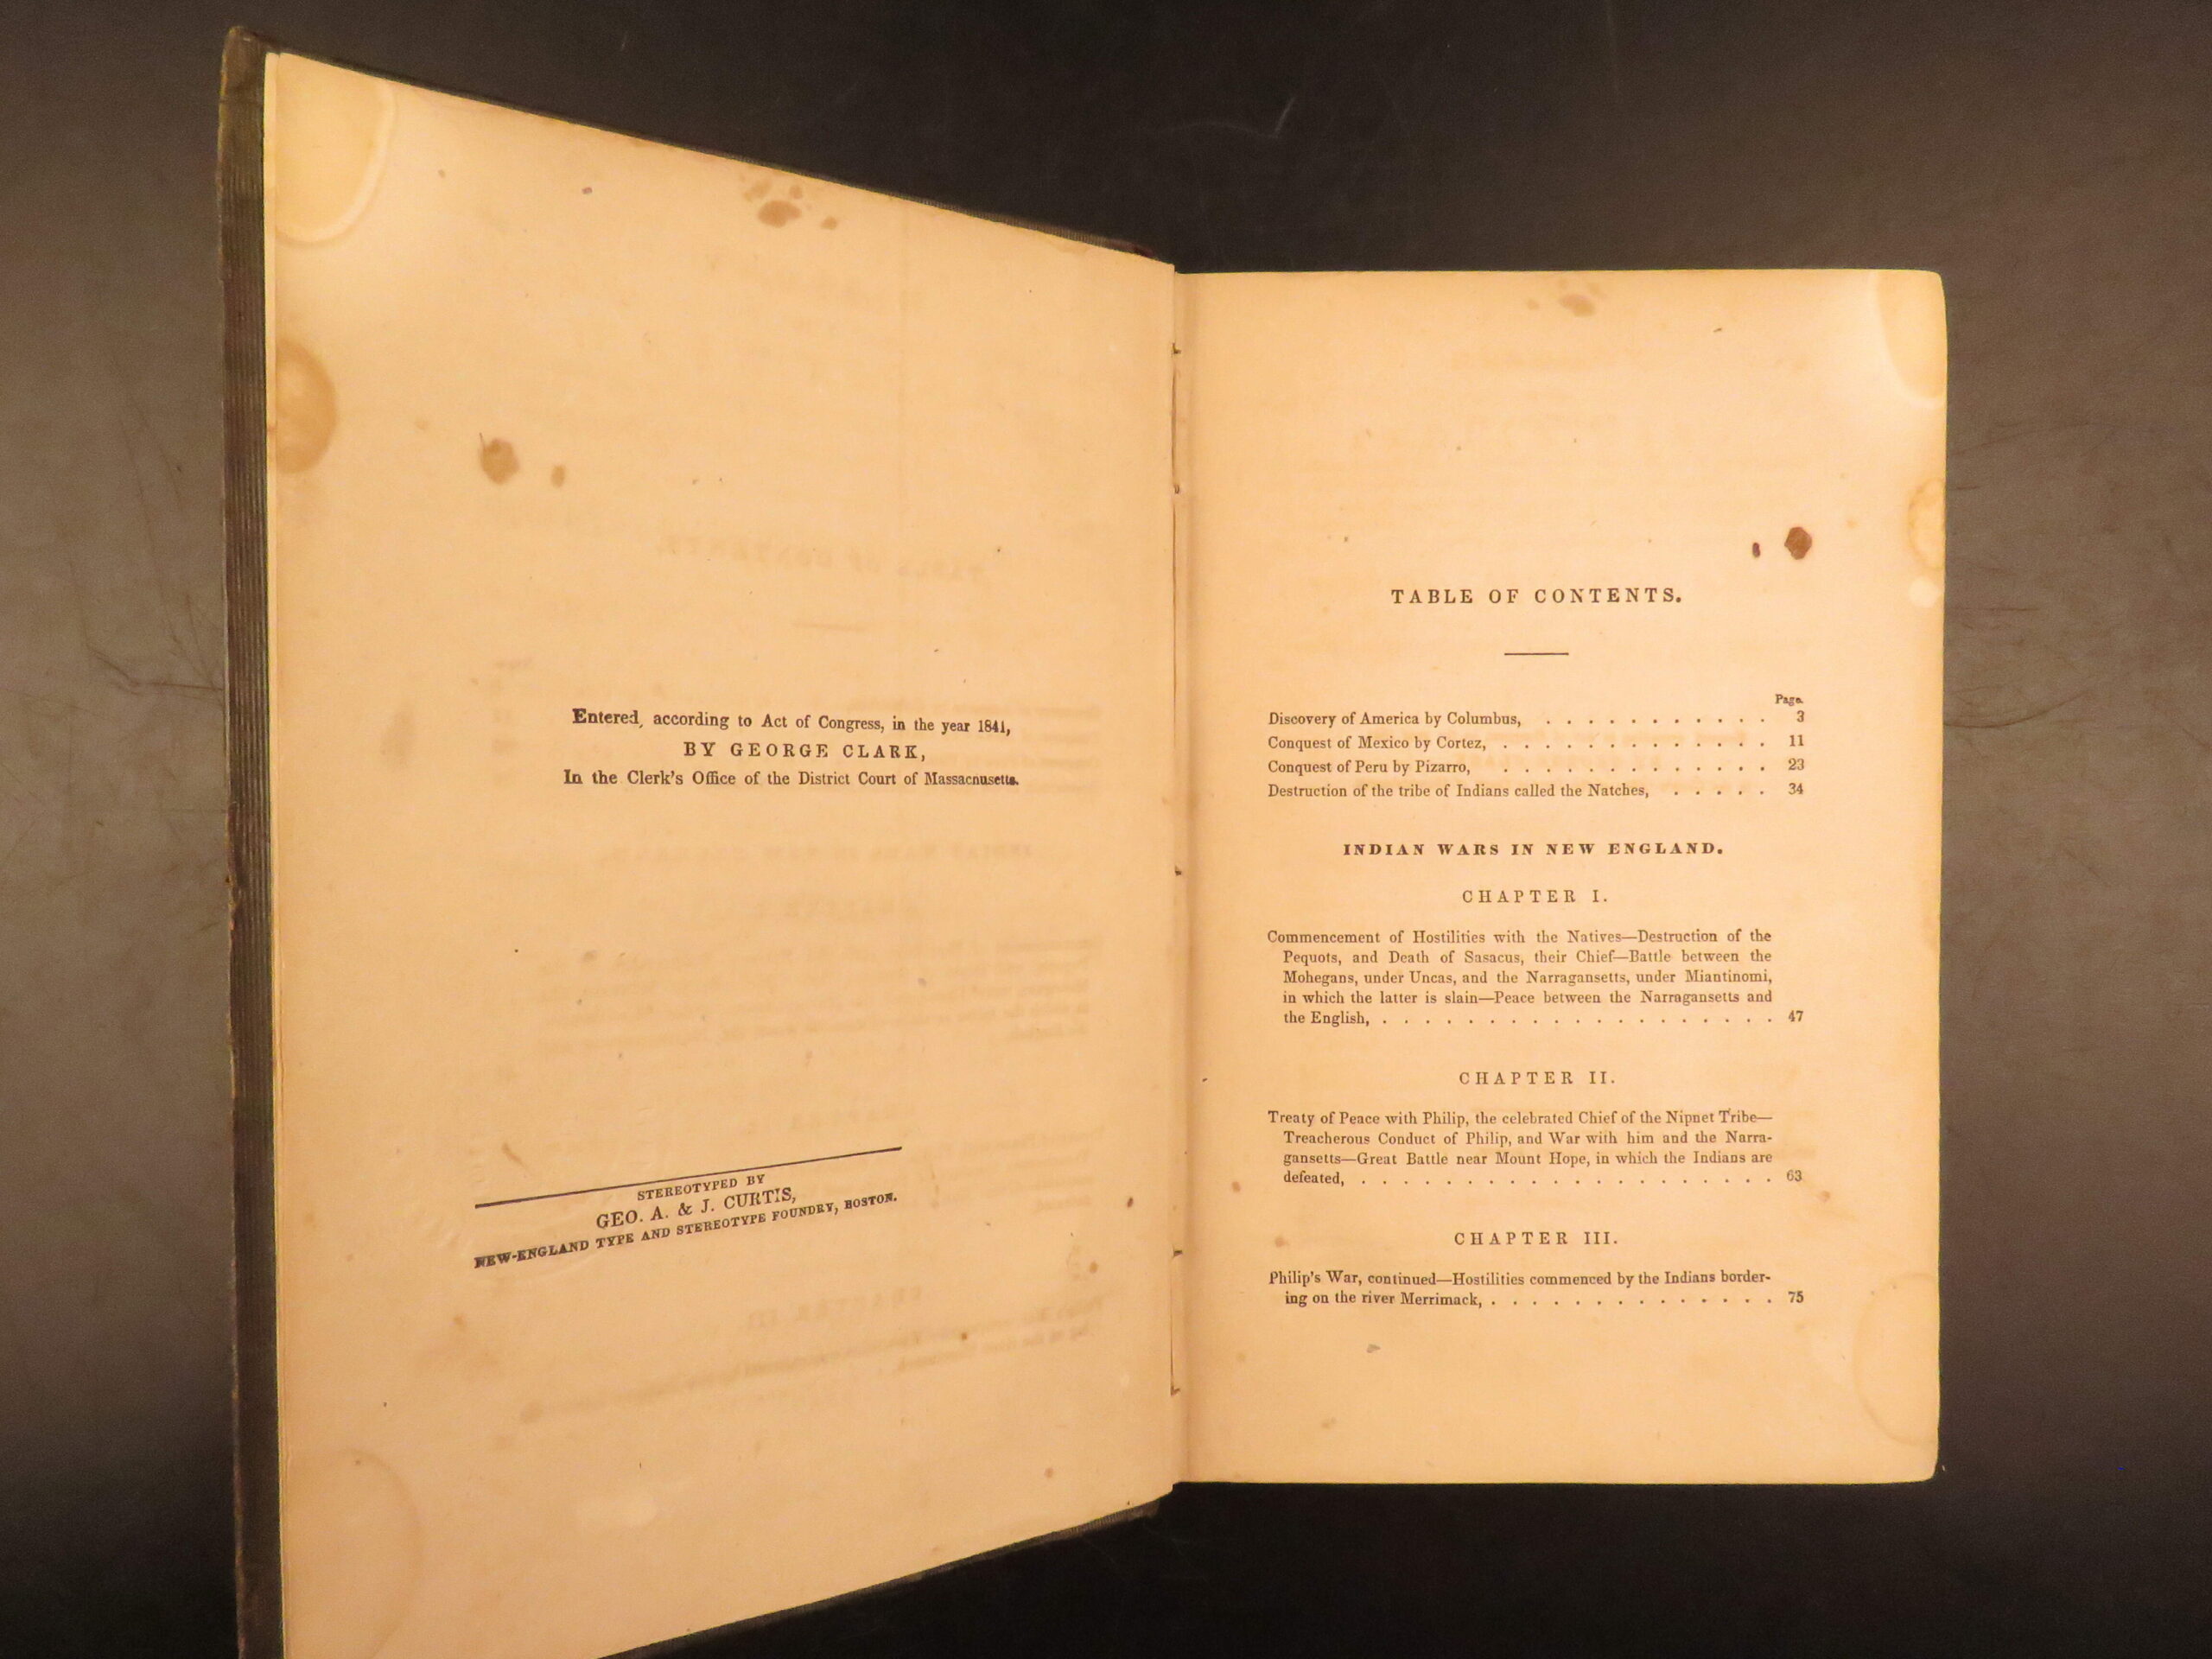 Entered, according to Act of Congress, in the year 1841,
BY GEORGE CLARK,
In the Clerk's Office of the District Court of Massachusetts.
STEREOTYPED BY
GEO. A. & J. CURTIS,
NEW-ENGLAND TYPE AND STEREOTYPE FOUNDRY, BOSTON.
TABLE OF CONTENTS.
Page.
Discovery of America by Columbus, . . . . . . . . . . . 3
Conquest of Mexico by Cortez, . . . . . . . . . . . . . 11
Conquest of Peru by Pizarro, . . . . . . . . . . . . . 23
Destruction of the tribe of Indians called the Natches, . . . . . 34
INDIAN WARS IN NEW ENGLAND.
CHAPTER I.
Commencement of Hostilities with the Natives—Destruction of the
Pequots, and Death of Sasacus, their Chief—Battle between the
Mohegans, under Uncas, and the Narragansetts, under Miantinomi,
in which the latter is slain—Peace between the Narragansetts and
the English, . . . . . . . . . . . . . . . . . . . 47
CHAPTER II.
Treaty of Peace with Philip, the celebrated Chief of the Nipnet Tribe—
Treacherous Conduct of Philip, and War with him and the Narra-
gansetts—Great Battle near Mount Hope, in which the Indians are
defeated, . . . . . . . . . . . . . . . . . . . . 63
CHAPTER III.
Philip's War, continued—Hostilities commenced by the Indians border-
ing on the river Merrimack, . . . . . . . . . . . . . . 75